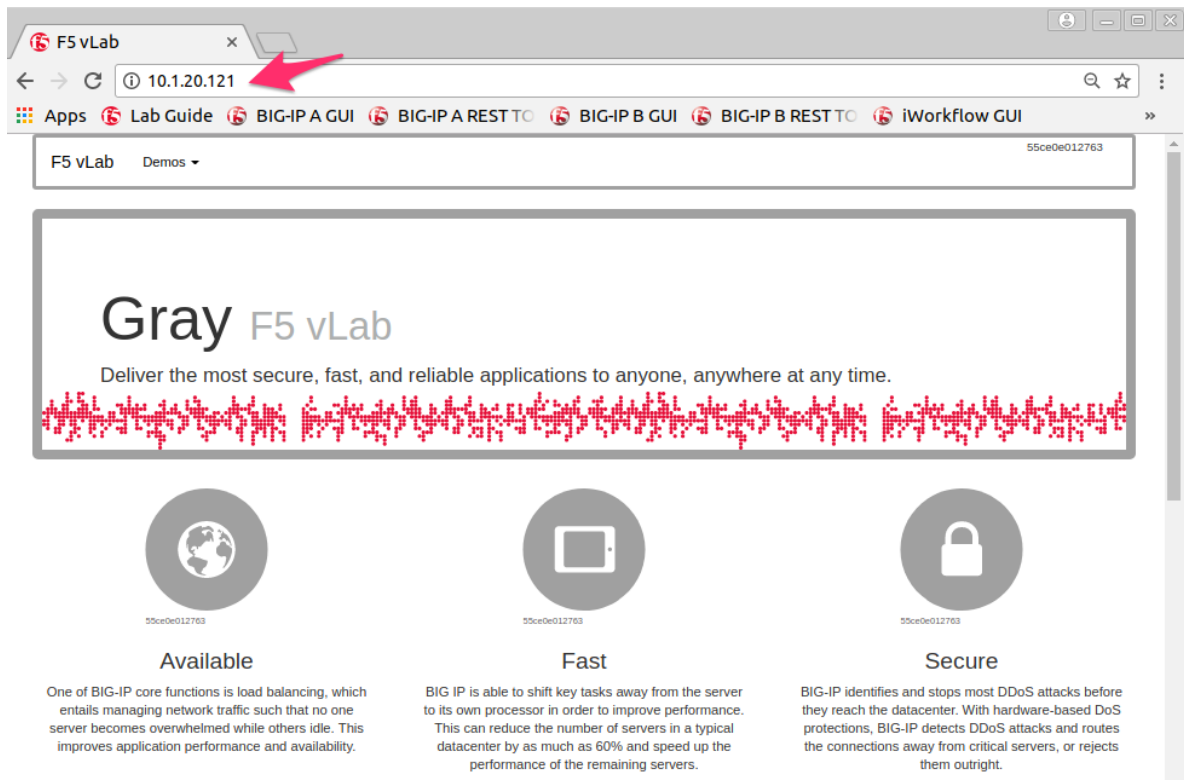 F5 vLab
10.1.20.121
Apps Lab Guide BIG-IP A GUI BIG-IP A REST TO BIG-IP B GUI BIG-IP B REST TO iWorkflow GUI »
F5 vLab Demos 55ce0e012763
Gray F5 vLab
Deliver the most secure, fast, and reliable applications to anyone, anywhere at any time.
55ce0e012763 55ce0e012763 55ce0e012763
Available
One of BIG-IP core functions is load balancing, which
entails managing network traffic such that no one
server becomes overwhelmed while others idle. This
improves application performance and availability.
Fast
BIG IP is able to shift key tasks away from the server
to its own processor in order to improve performance.
This can reduce the number of servers in a typical
datacenter by as much as 60% and speed up the
performance of the remaining servers.
Secure
BIG-IP identifies and stops most DDoS attacks before
they reach the datacenter. With hardware-based DoS
protections, BIG-IP detects DDoS attacks and routes
the connections away from critical servers, or rejects
them outright.